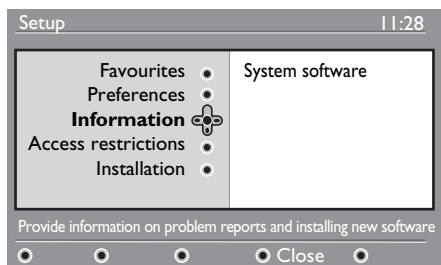 Setup 11:28
Favourites
Preferences
Information
Access restrictions
Installation
System software
Provide information on problem reports and installing new software
Close